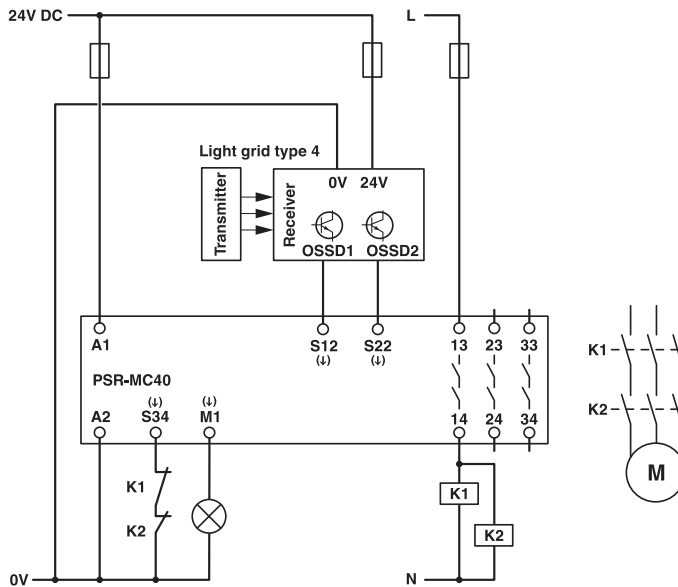 24V DC
L
Light grid type 4
0V 24V
Transmitter
Receiver
OSSD1 OSSD2
A1 S12 S22 13 23 33
(↓) (↓)
PSR-MC40
(↓) (↓)
A2 S34 M1 14 24 34
K1
K2
K1
K2
0V
N
K1
K2
M